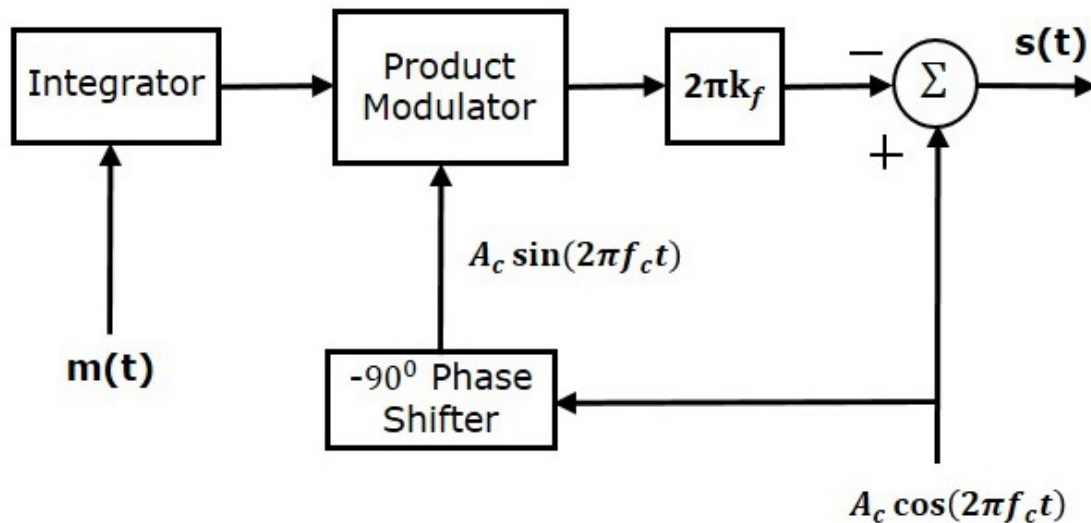 Integrator
Product
Modulator
2πk_f
−
Σ
s(t)
+
A_c sin(2πf_c t)
m(t)
-90⁰ Phase
Shifter
A_c cos(2πf_c t)